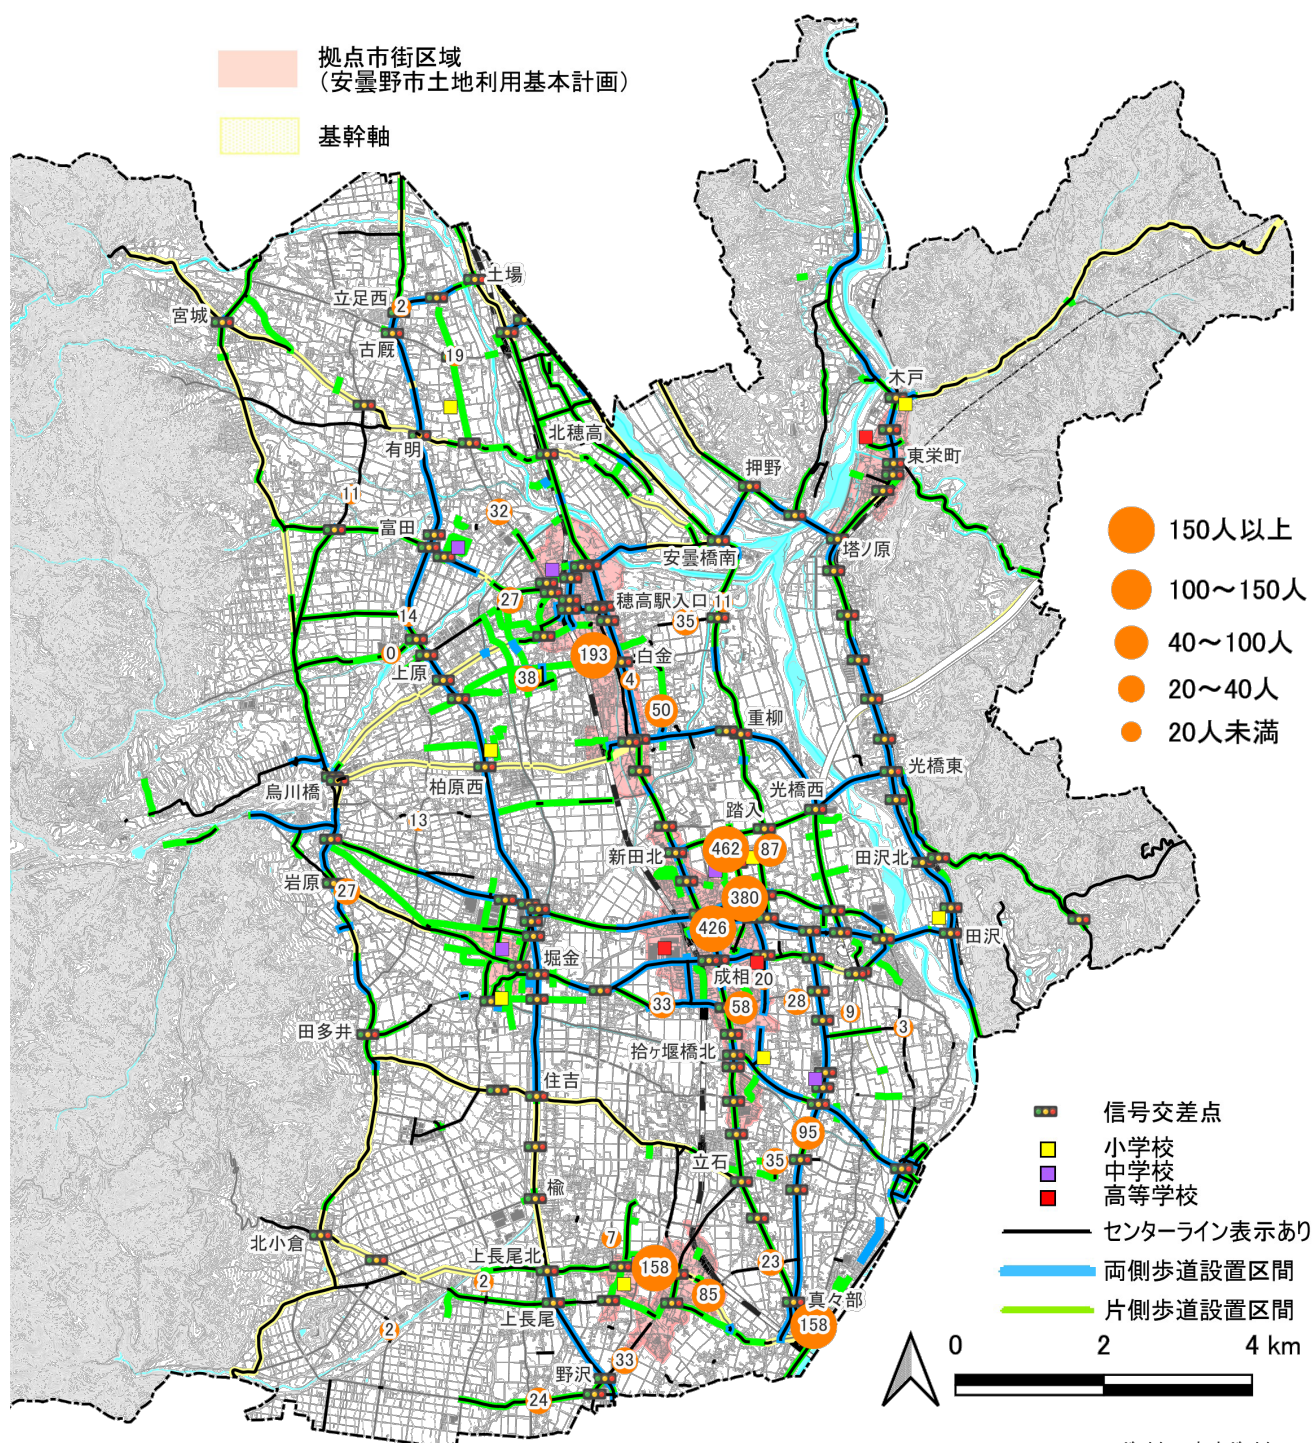 拠点市街区域
（安曇野市土地利用基本計画）
基幹軸
土場
立足西
2
宮城
古厩
19
木戸
北穂高
有明
東栄町
押野
11
32
富田
塔ノ原
安曇橋南
150人以上
100～150人
40～100人
20～40人
20人未満
27
穂高駅入口
11
14
35
0
193
白金
上原
38
4
50
重柳
光橋東
烏川橋
柏原西
光橋西
踏入
13
新田北
462
87
田沢北
岩原
27
380
426
田沢
堀金
成相
20
33
58
28
9
3
田多井
拾ヶ堰橋北
住吉
95
立石
35
楡
北小倉
7
上長尾北
158
23
2
85
真々部
上長尾
158
2
33
野沢
24
信号交差点
小学校
中学校
高等学校
センターライン表示あり
両側歩道設置区間
片側歩道設置区間
0 2 4 km